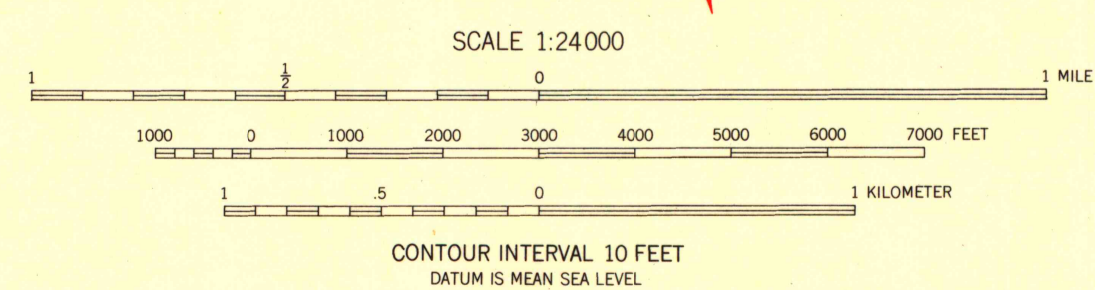 SCALE 1:24000
1 ½ 0 1 MILE
1000 0 1000 2000 3000 4000 5000 6000 7000 FEET
1 .5 0 1 KILOMETER
CONTOUR INTERVAL 10 FEET
DATUM IS MEAN SEA LEVEL